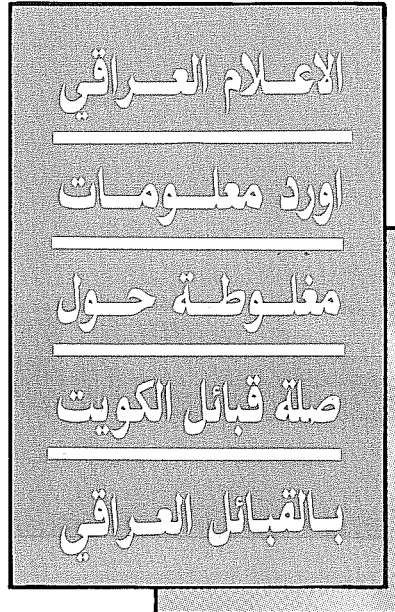 الاعلام العراقي
اورد معلومات
مغلوطة حول
صلة قبائل الكويت
بالقبائل العراقي